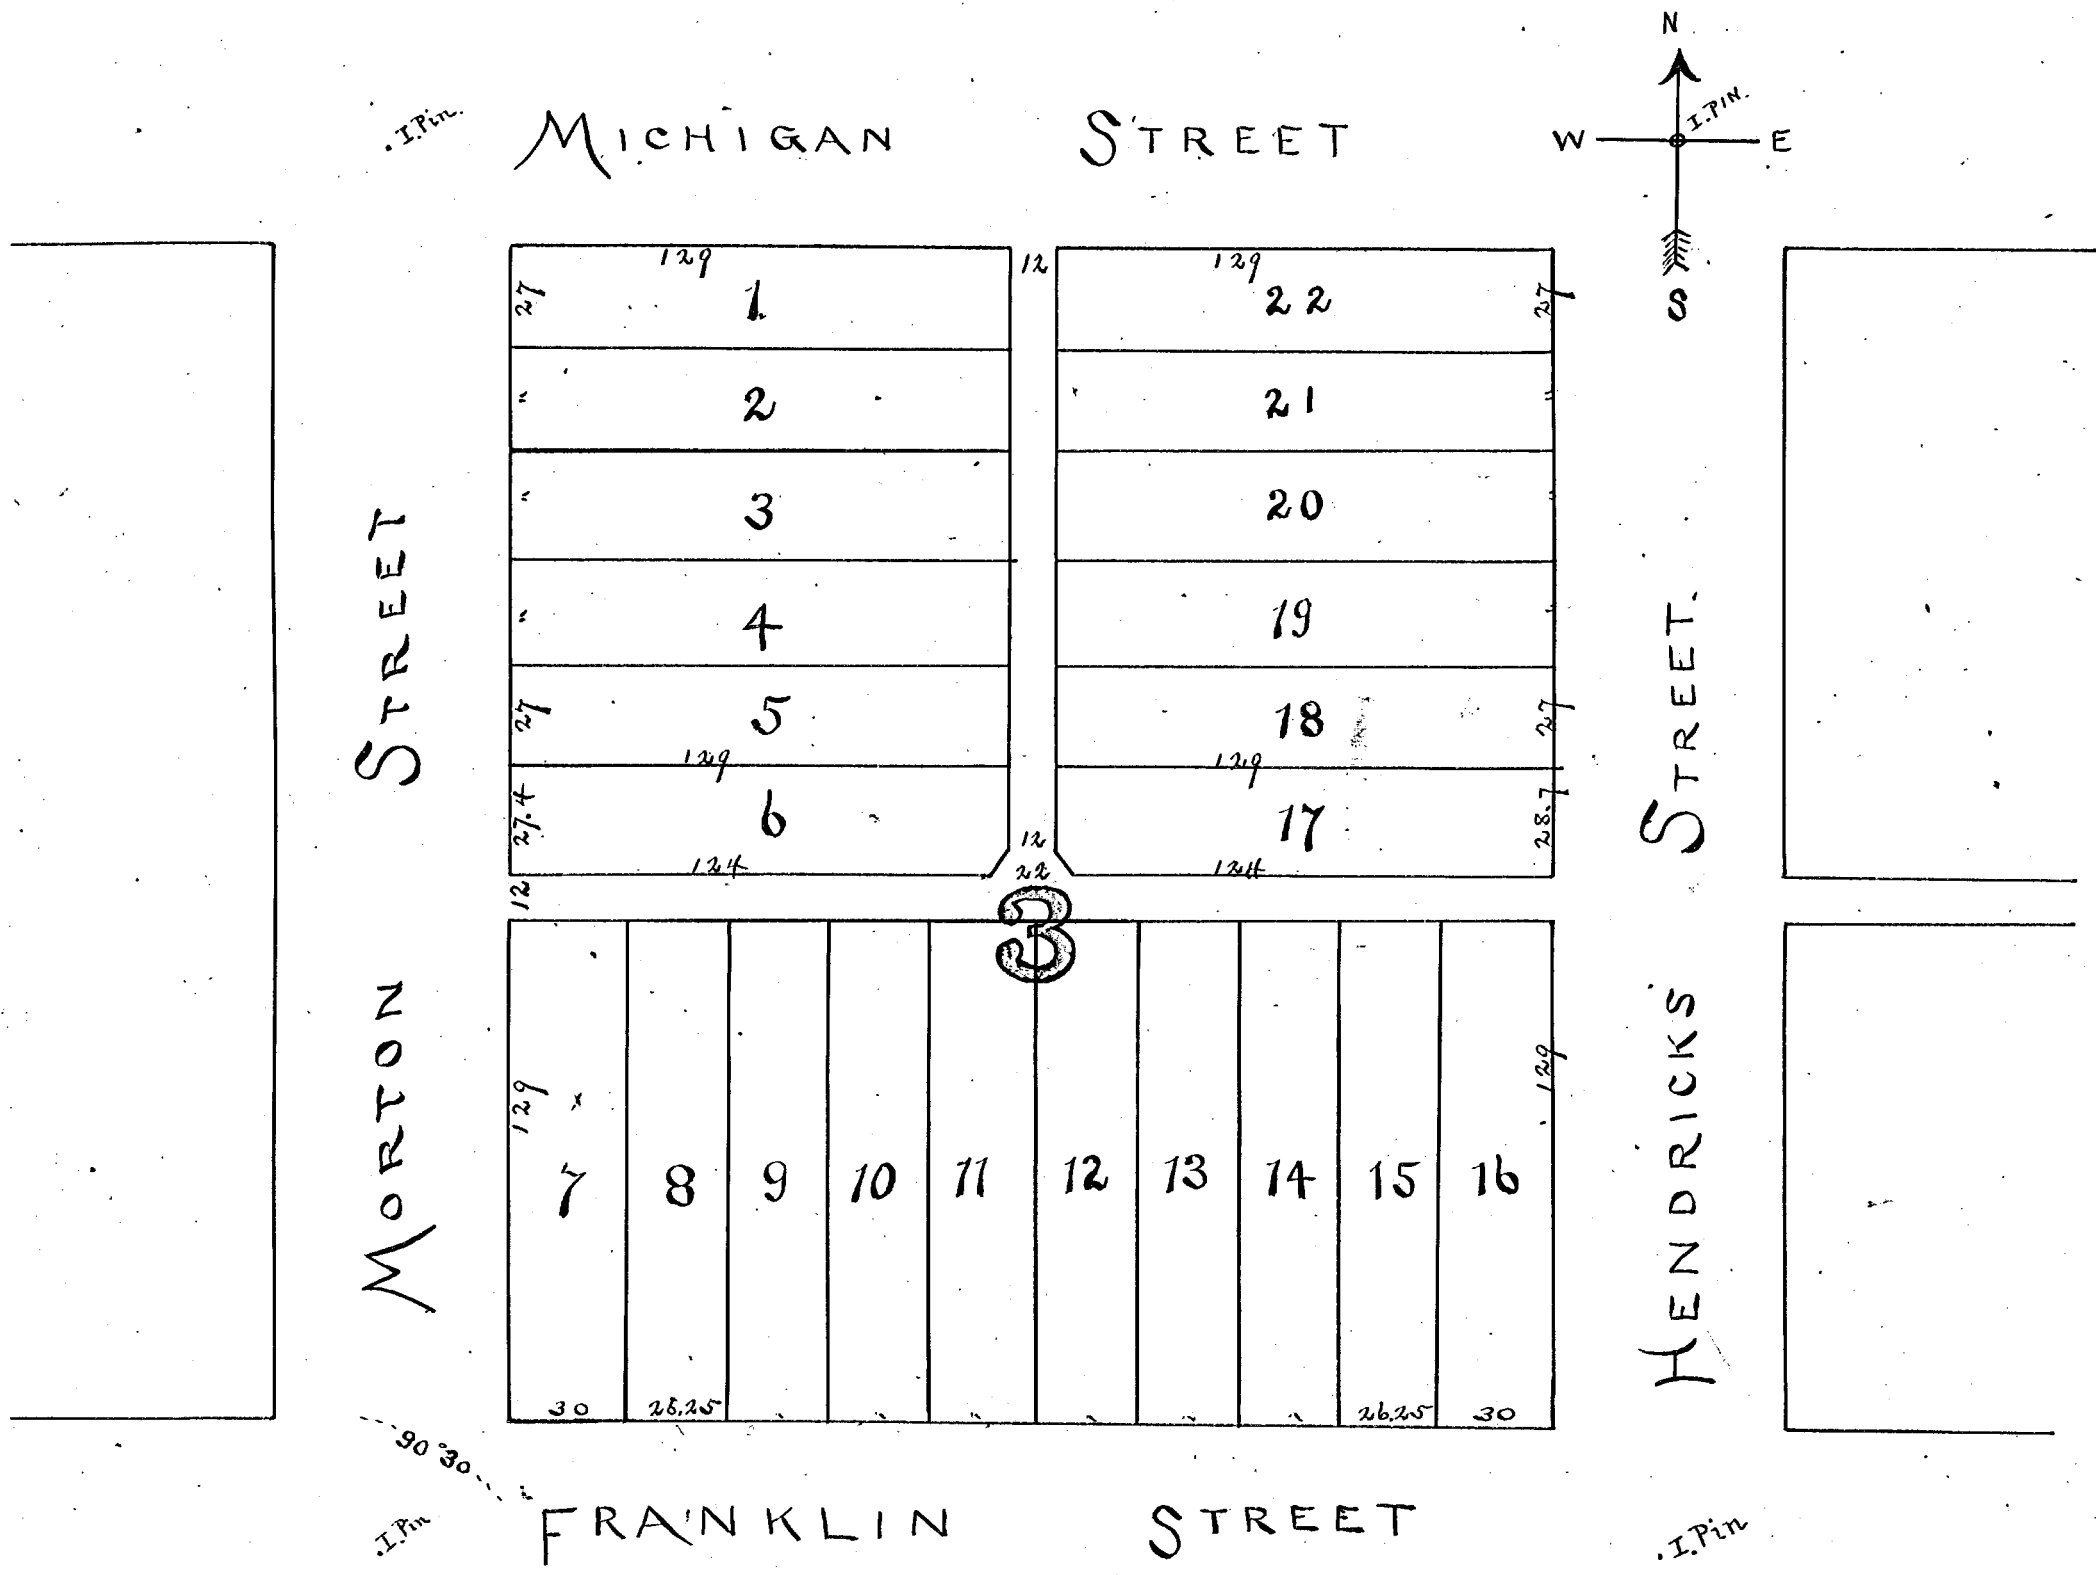 N
I. Pin.
MICHIGAN STREET
I. PIN.
W E
S
129 12 129
27 1 22 27
" 2 21 "
" 3 20 "
" 4 19 "
27 5 18 27
129 129
27.4 6 17 28.7
12
124 22 124
12
3
MORTON STREET
HENDRICKS STREET.
129 129
7 8 9 10 11 12 13 14 15 16
30 26.25 " " " " " " 26.25 30
90°30
I. Pin
FRANKLIN STREET
I. Pin